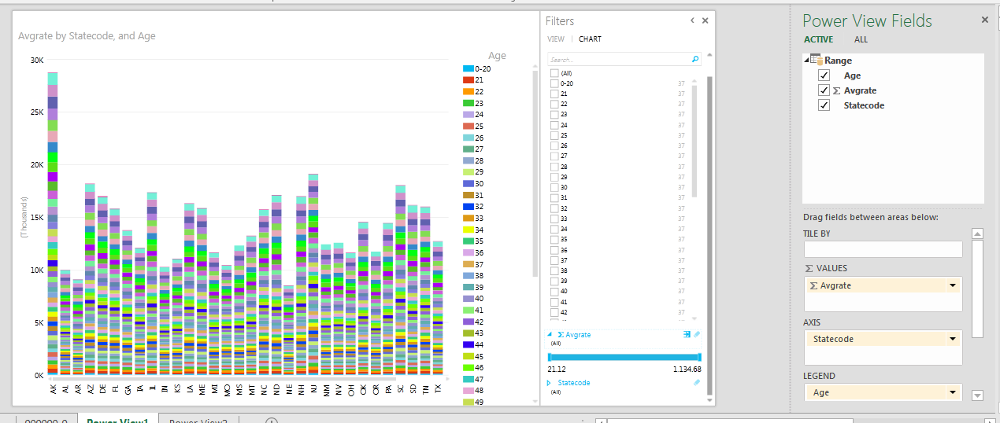 Avgrate by Statecode, and Age
30K
25K
20K
15K
10K
5K
0K
(Thousands)
AK AL AR AZ DE FL GA IA IL IN KS LA ME MI MO MS MT NC ND NE NH NJ NM NV OH OK OR PA SC SD TN TX
Age
0-20
21
22
23
24
25
26
27
28
29
30
31
32
33
34
35
36
37
38
39
40
41
42
43
44
45
46
47
48
49
Filters
VIEW | CHART
Search...
(All)
0-20 37
21 37
22 37
23 37
24 37
25 37
26 37
27 37
28 37
29 37
30 37
31 37
32 37
33 37
34 37
35 37
36 37
37 37
38 37
39 37
40 37
41 37
42 37
Σ Avgrate
(All)
21.12 1,134.68
Statecode
(All)
Power View Fields
ACTIVE ALL
Range
Age
Σ Avgrate
Statecode
Drag fields between areas below:
TILE BY
Σ VALUES
Σ Avgrate
AXIS
Statecode
LEGEND
Age
Power View1
Power View2